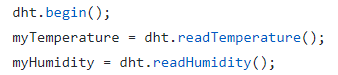 dht.begin();
myTemperature = dht.readTemperature();
myHumidity = dht.readHumidity();